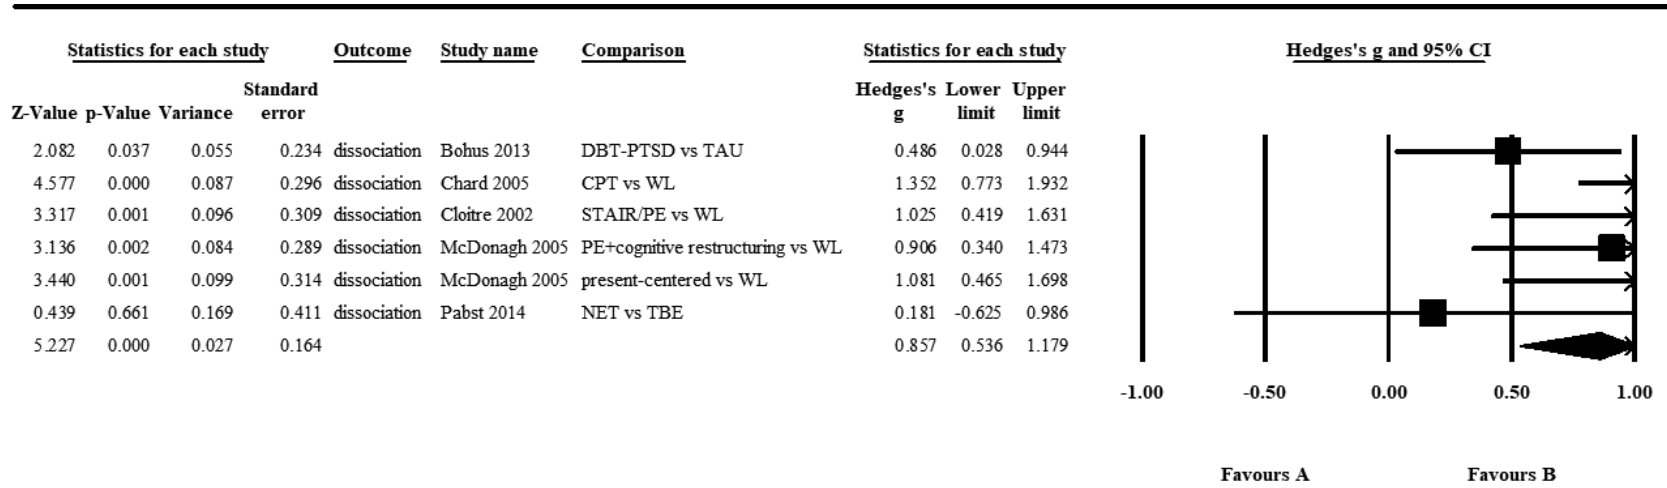 Statistics for each study Outcome Study name Comparison Statistics for each study Hedges's g and 95% CI
Standard Hedges's Lower Upper
Z-Value p-Value Variance error g limit limit
2.082 0.037 0.055 0.234 dissociation Bohus 2013 DBT-PTSD vs TAU 0.486 0.028 0.944
4.577 0.000 0.087 0.296 dissociation Chard 2005 CPT vs WL 1.352 0.773 1.932
3.317 0.001 0.096 0.309 dissociation Cloitre 2002 STAIR/PE vs WL 1.025 0.419 1.631
3.136 0.002 0.084 0.289 dissociation McDonagh 2005 PE+cognitive restructuring vs WL 0.906 0.340 1.473
3.440 0.001 0.099 0.314 dissociation McDonagh 2005 present-centered vs WL 1.081 0.465 1.698
0.439 0.661 0.169 0.411 dissociation Pabst 2014 NET vs TBE 0.181 -0.625 0.986
5.227 0.000 0.027 0.164 0.857 0.536 1.179
-1.00 -0.50 0.00 0.50 1.00
Favours A Favours B